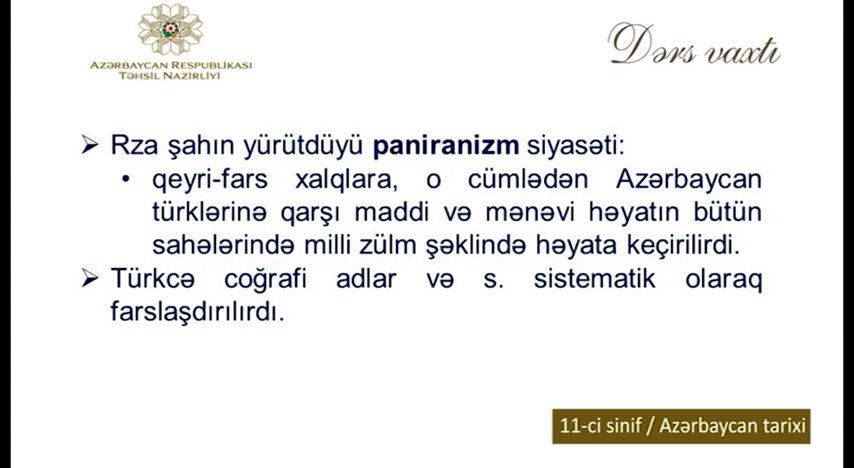 AZƏRBAYCAN RESPUBLİKASI
TƏHSİL NAZİRLİYİ
Dərs vaxtı
➢ Rza şahın yürütdüyü paniranizm siyasəti:
• qeyri-fars xalqlara, o cümlədən Azərbaycan
türklərinə qarşı maddi və mənəvi həyatın bütün
sahələrində milli zülm şəklində həyata keçirilirdi.
➢ Türkcə coğrafi adlar və s. sistematik olaraq
farslaşdırılırdı.
11-ci sinif / Azərbaycan tarixi